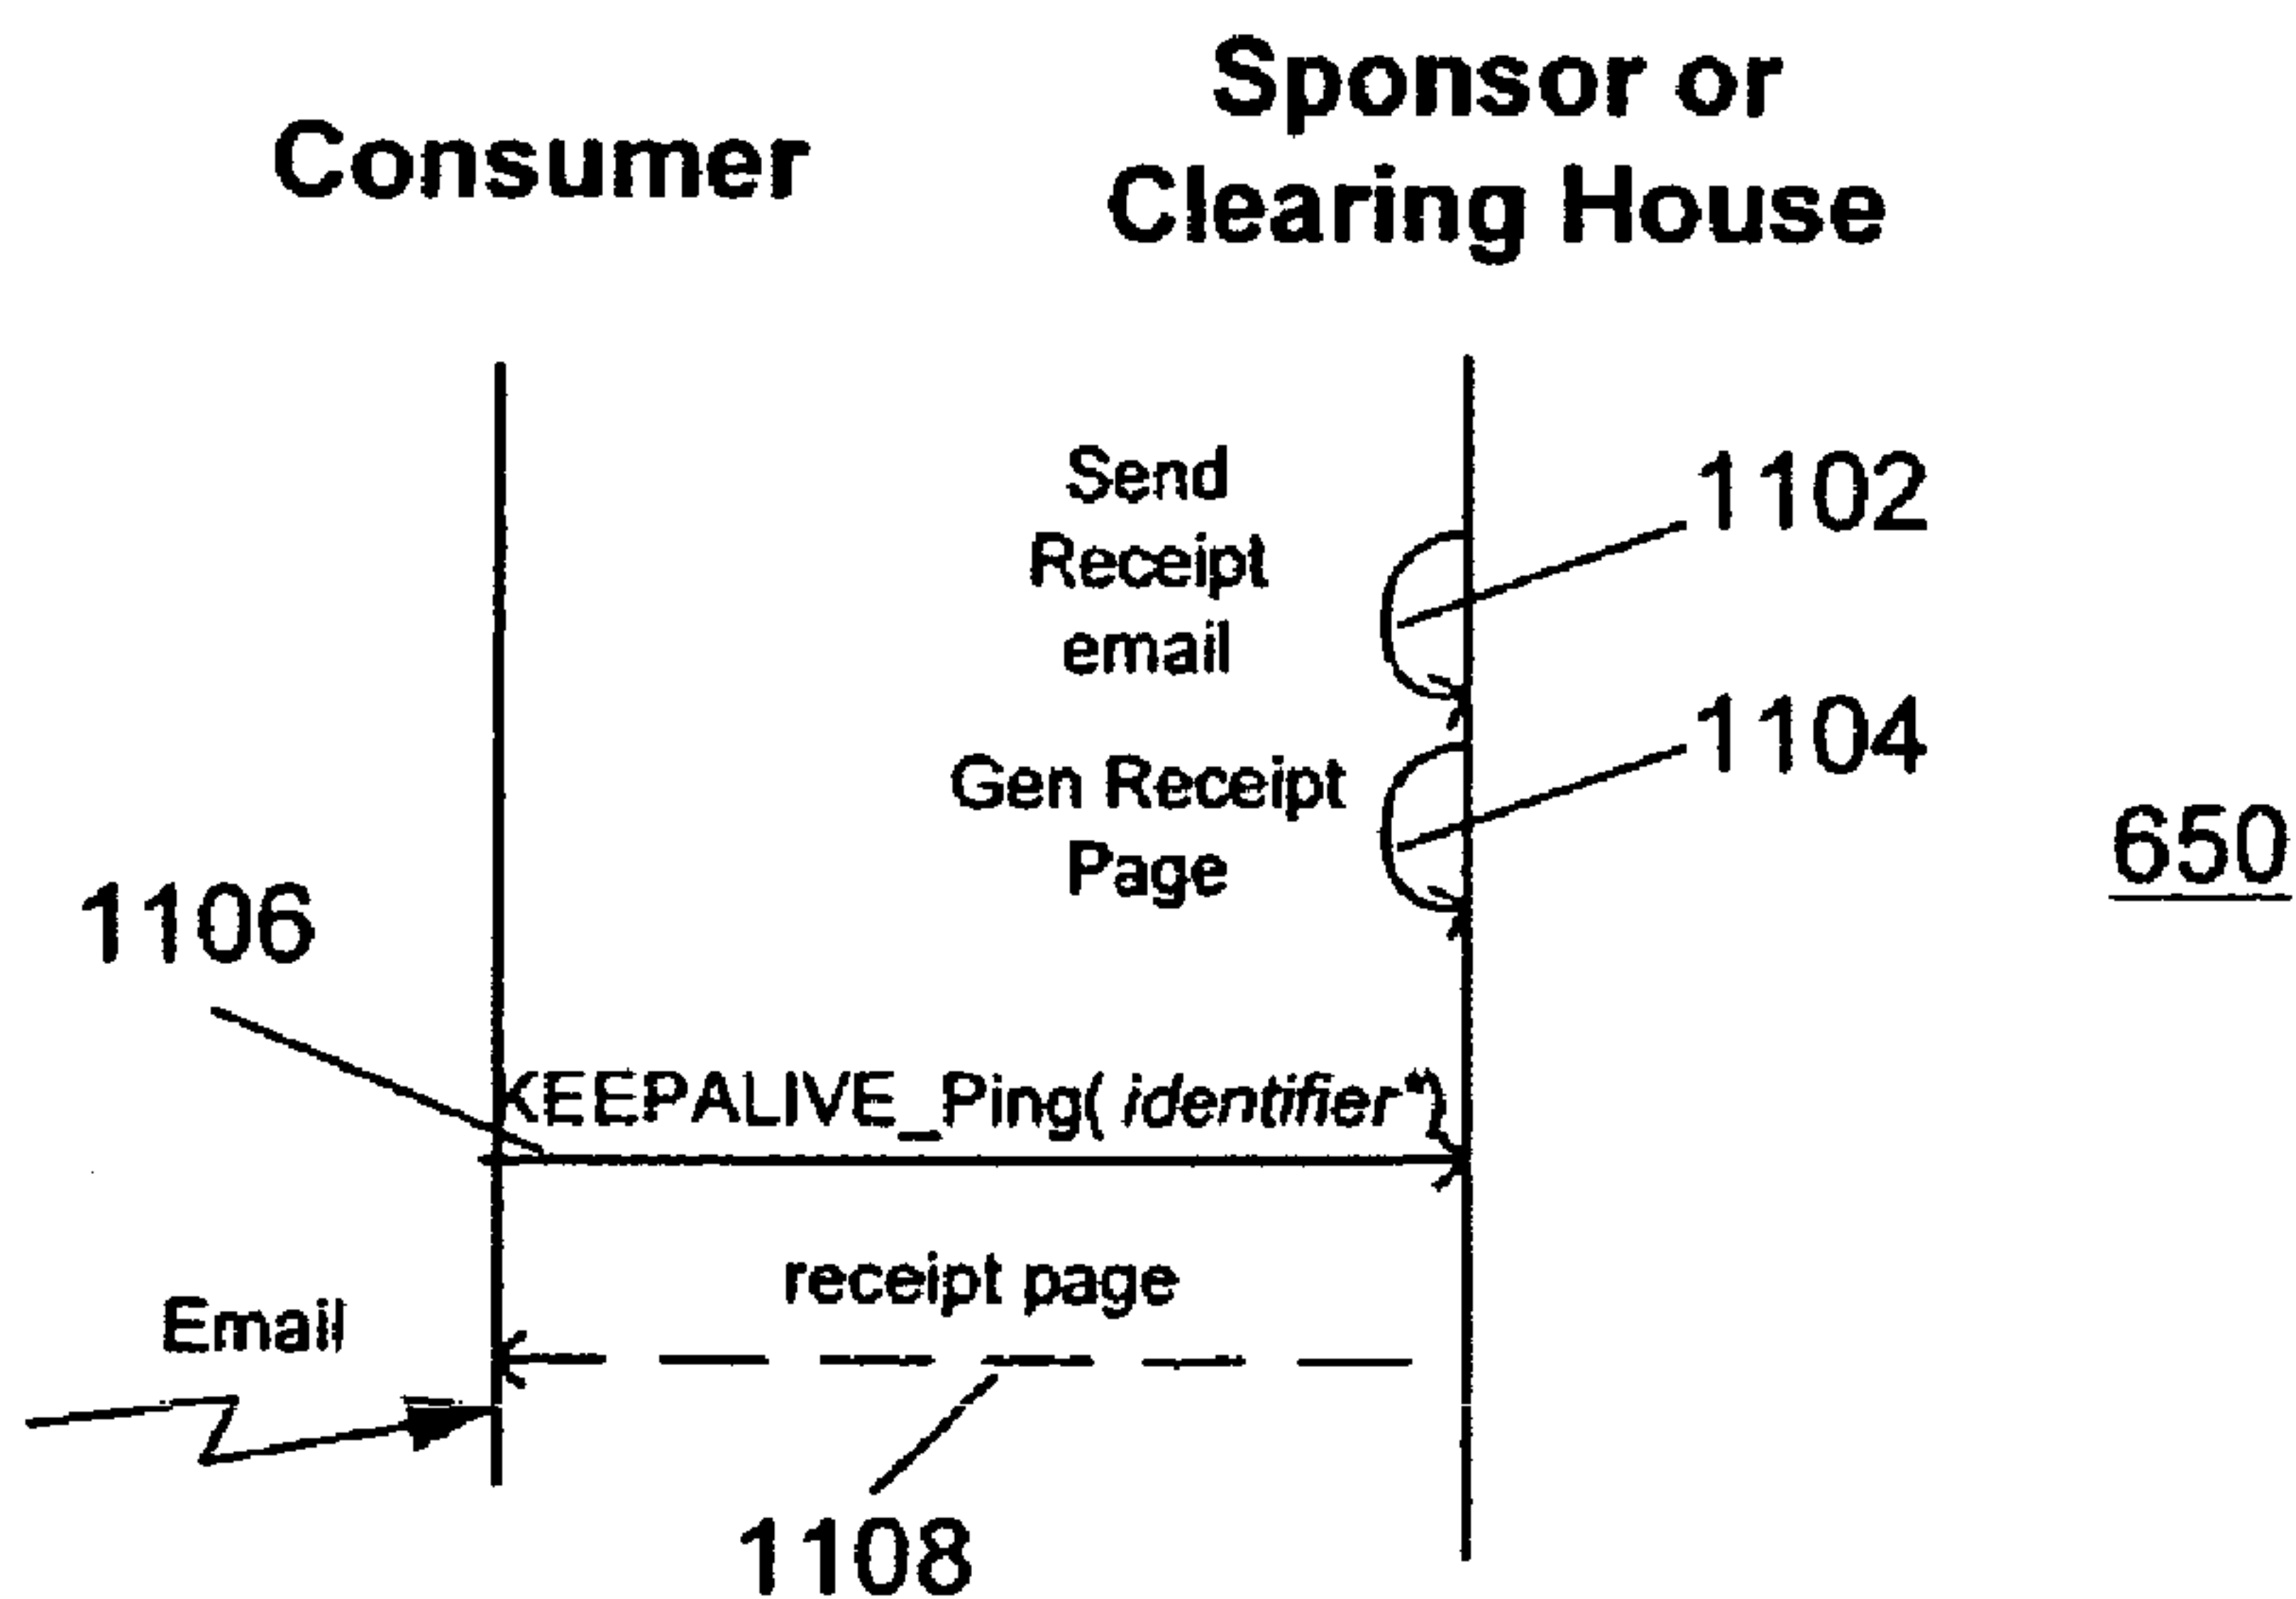 Consumer
Sponsor or
Clearing House
Send
Receipt
email
1102
Gen Receipt
Page
1104
650
1106
KEEPALIVE_Ping( identifier*)
receipt page
Email
1108